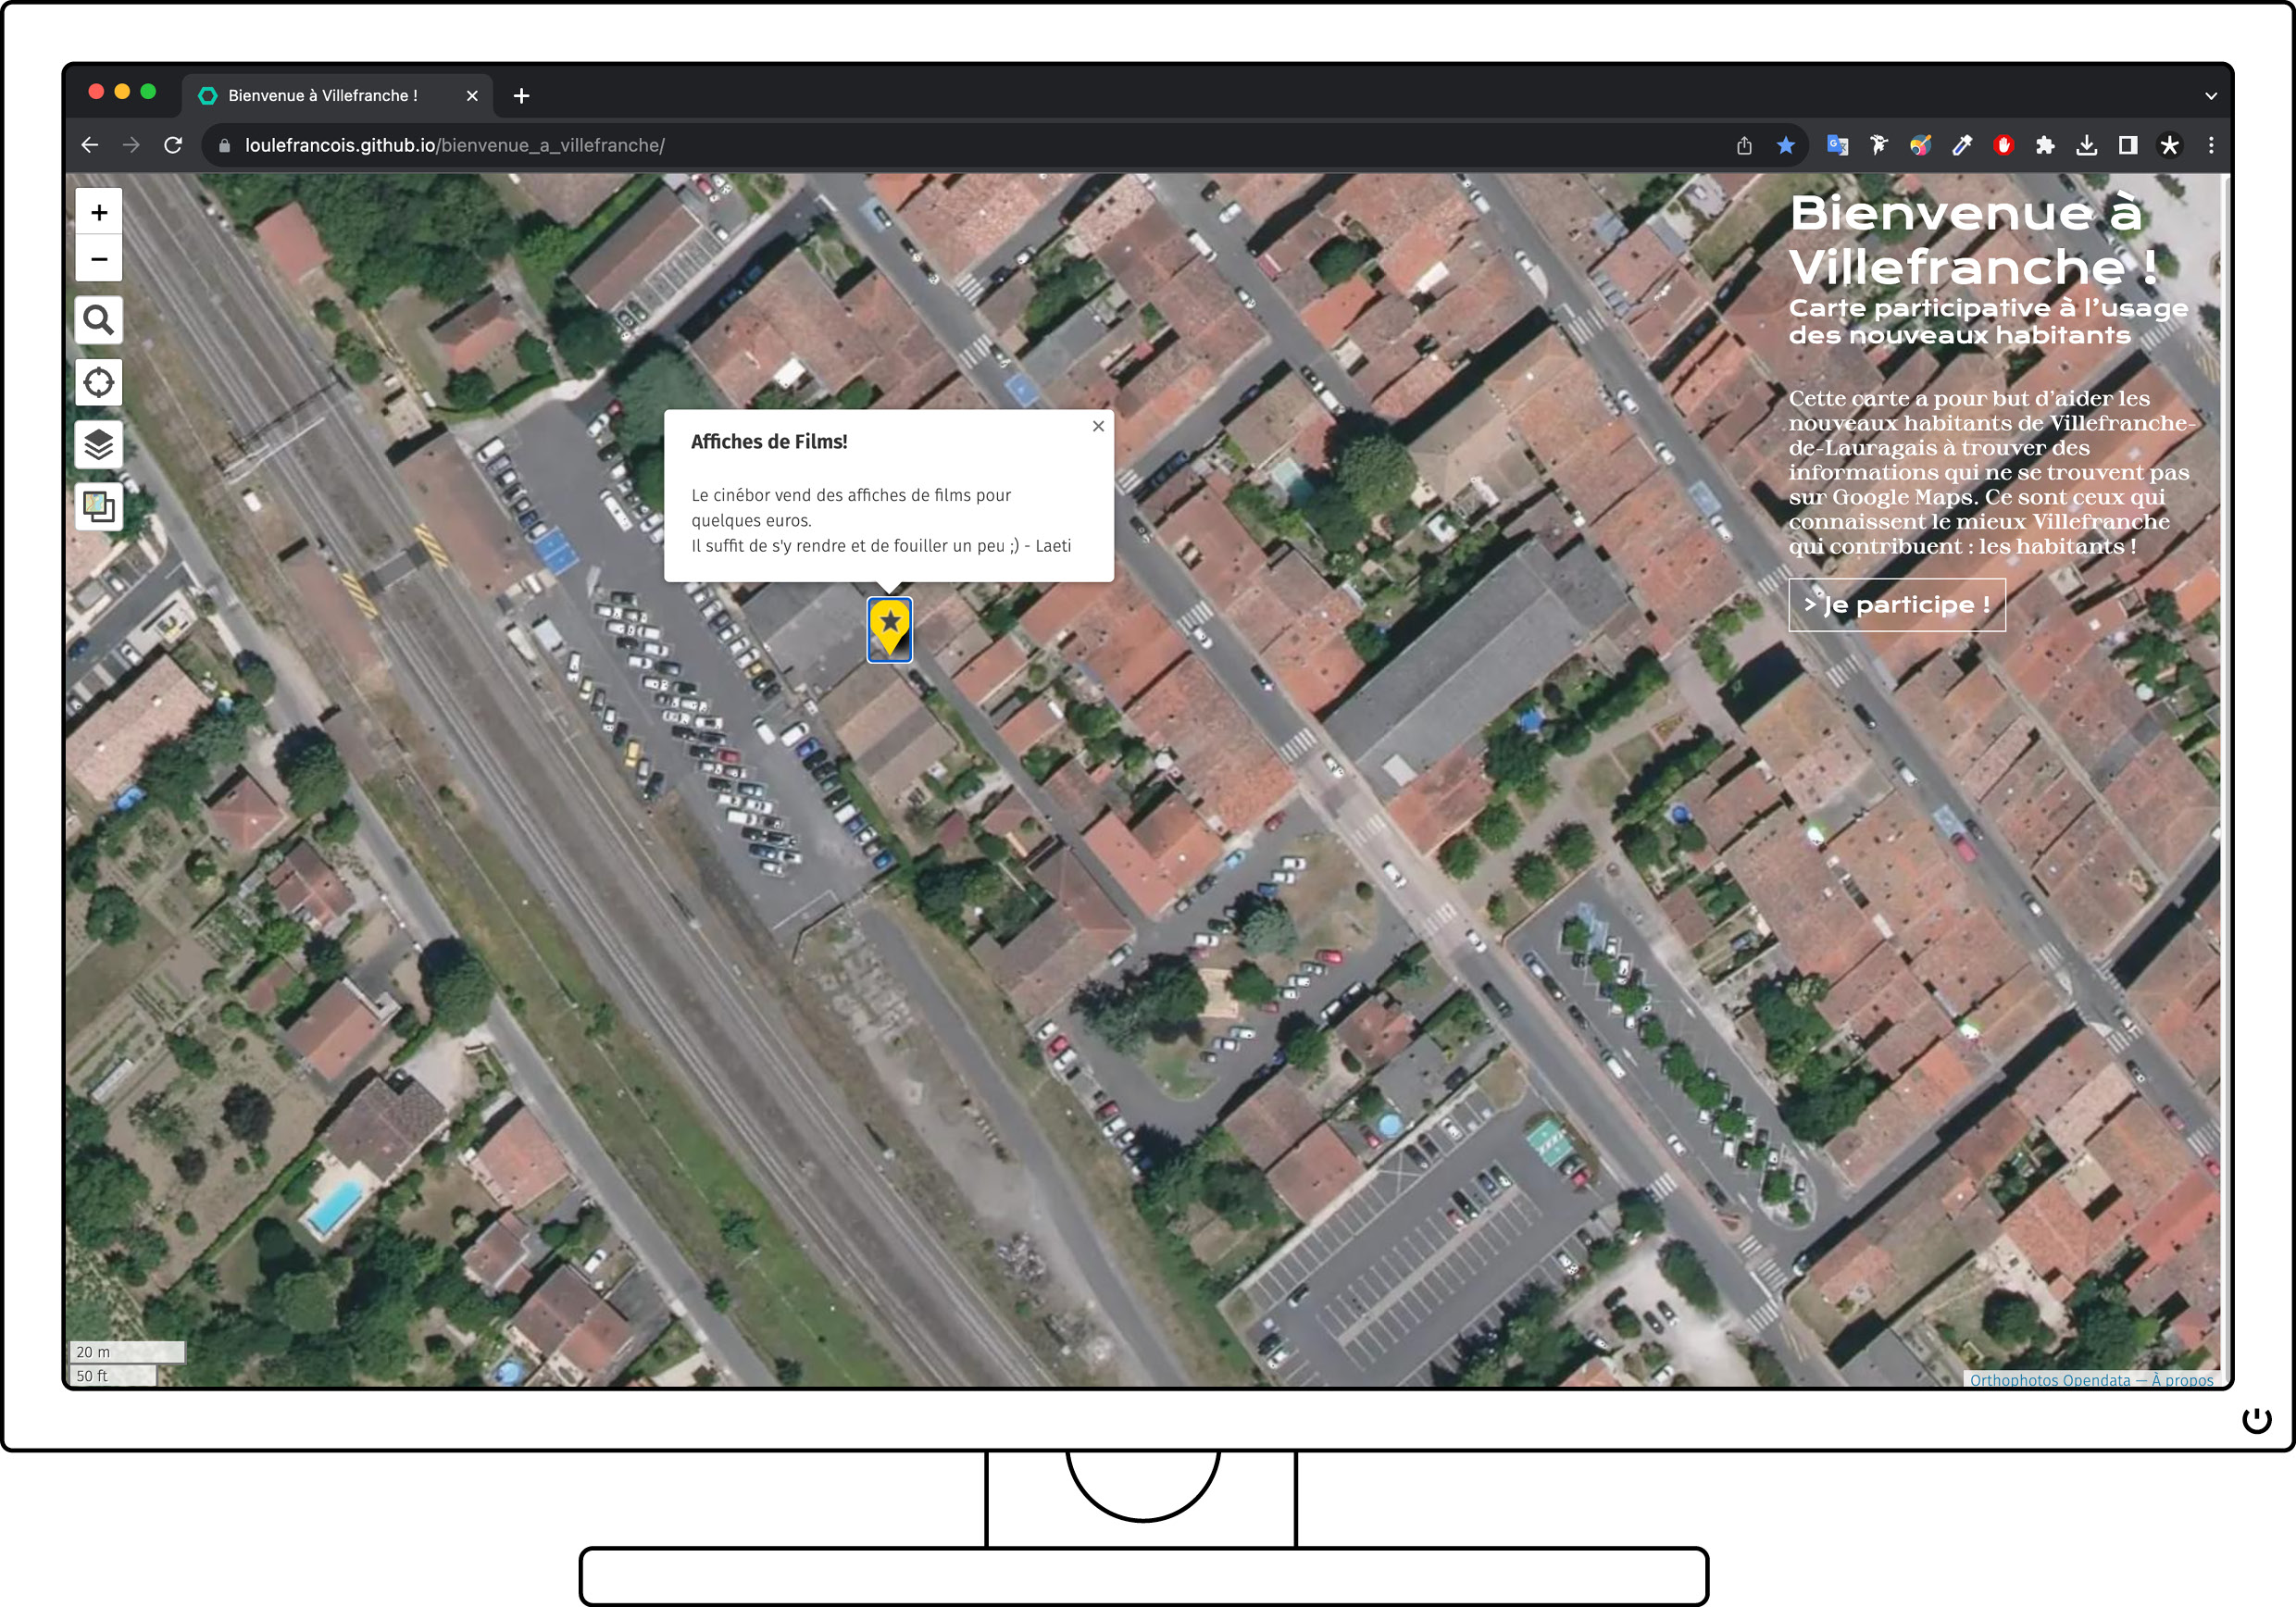 Bienvenue à Villefranche !
loulefrancois.github.io/bienvenue_a_villefranche/
Bienvenue à
Villefranche !
Carte participative à l'usage
des nouveaux habitants
Cette carte a pour but d'aider les
nouveaux habitants de Villefranche-
de-Lauragais à trouver des
informations qui ne se trouvent pas
sur Google Maps. Ce sont ceux qui
connaissent le mieux Villefranche
qui contribuent : les habitants !
> Je participe !
Affiches de Films!
Le cinébor vend des affiches de films pour
quelques euros.
Il suffit de s'y rendre et de fouiller un peu ;) - Laeti
20 m
50 ft
Orthophotos Opendata — À propos